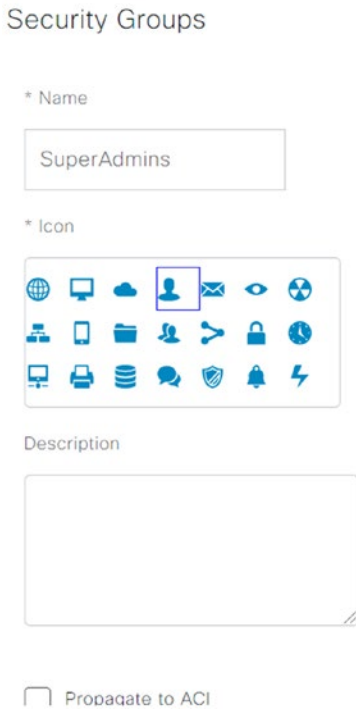 Security Groups
* Name
SuperAdmins
* Icon
Description
Propagate to ACI